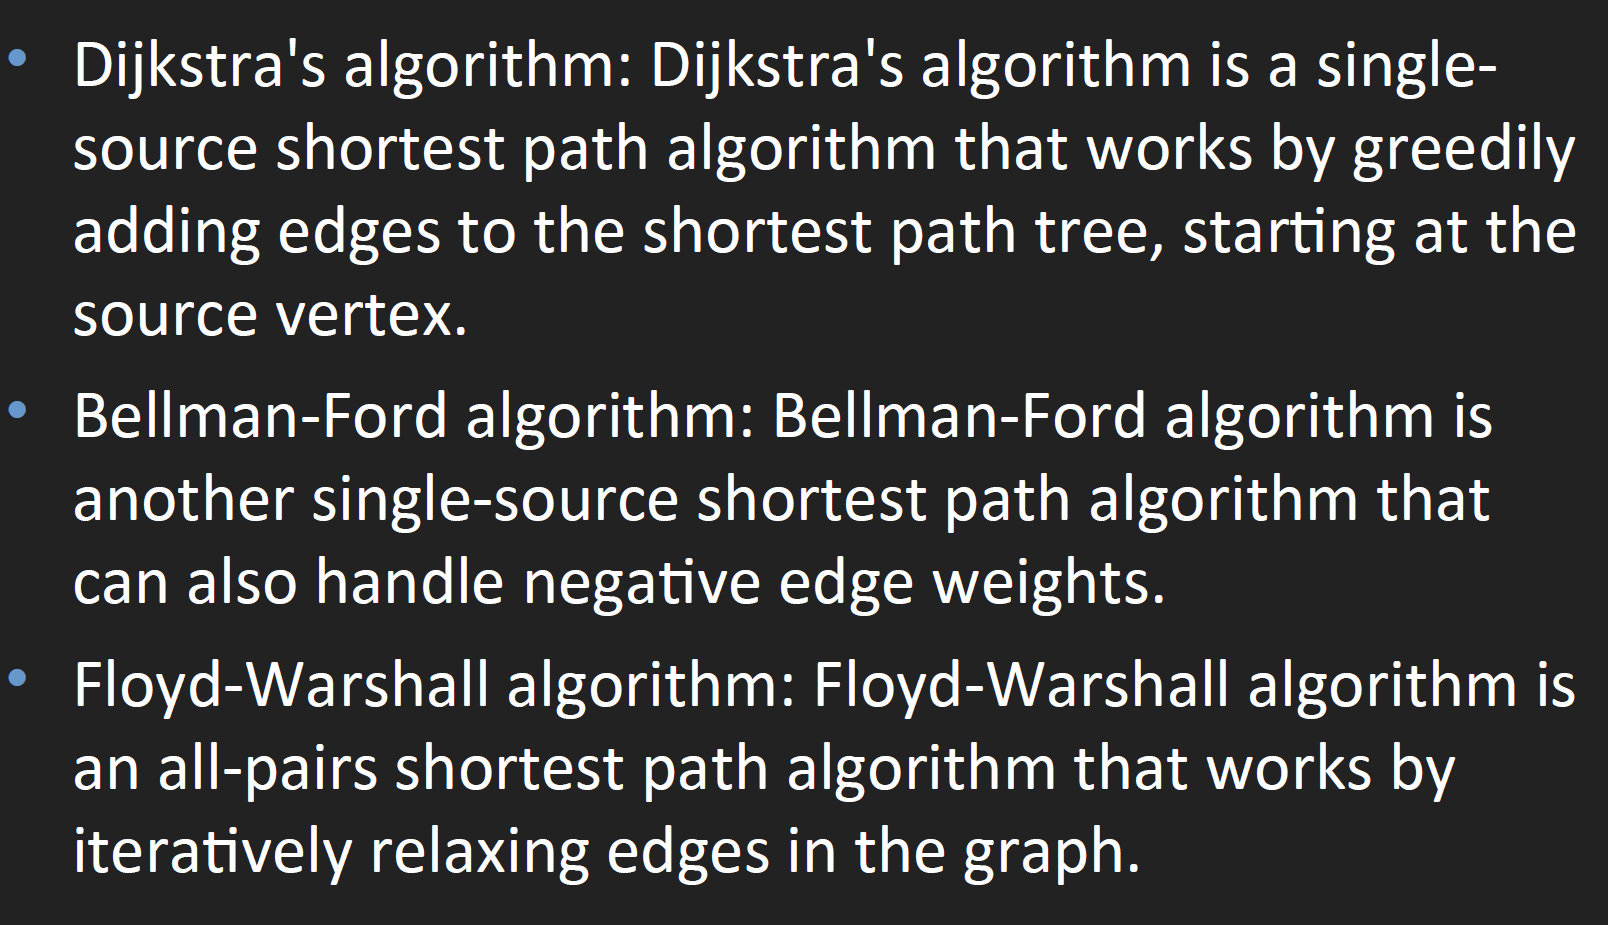 • Dijkstra's algorithm: Dijkstra's algorithm is a single-
source shortest path algorithm that works by greedily
adding edges to the shortest path tree, starting at the
source vertex.
• Bellman-Ford algorithm: Bellman-Ford algorithm is
another single-source shortest path algorithm that
can also handle negative edge weights.
• Floyd-Warshall algorithm: Floyd-Warshall algorithm is
an all-pairs shortest path algorithm that works by
iteratively relaxing edges in the graph.